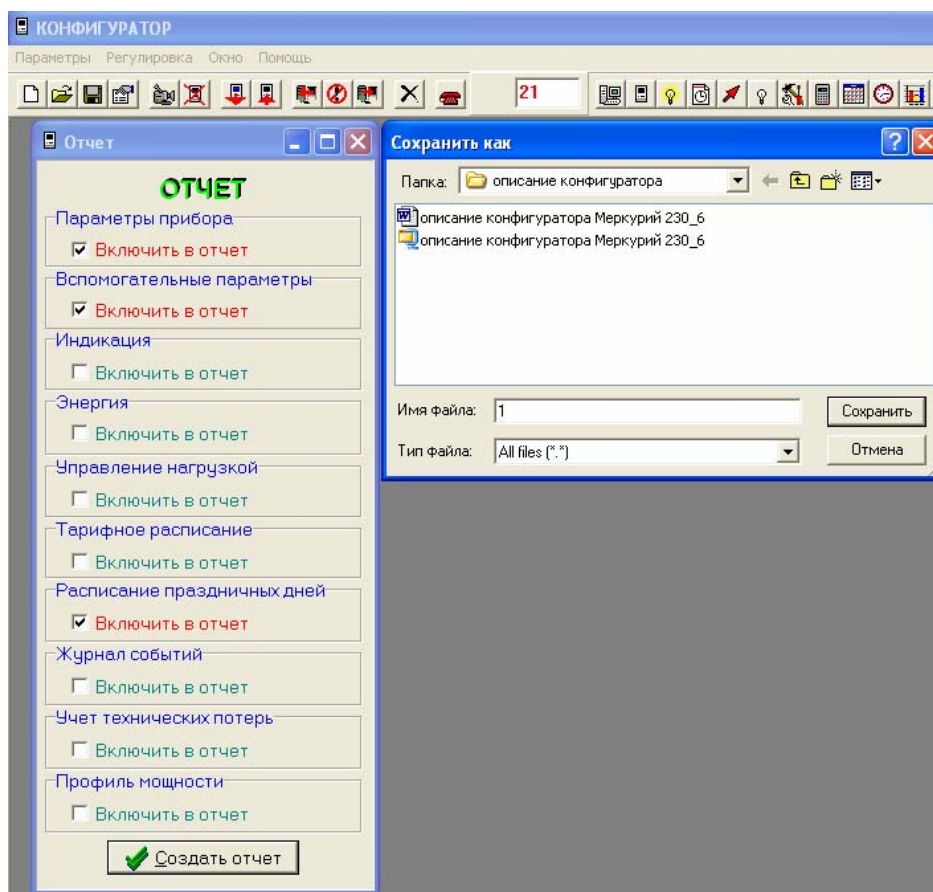 КОНФИГУРАТОР
Параметры Регулировка Окно Помощь
21
Отчет
ОТЧЕТ
Параметры прибора
Включить в отчет
Вспомогательные параметры
Включить в отчет
Индикация
Включить в отчет
Энергия
Включить в отчет
Управление нагрузкой
Включить в отчет
Тарифное расписание
Включить в отчет
Расписание праздничных дней
Включить в отчет
Журнал событий
Включить в отчет
Учет технических потерь
Включить в отчет
Профиль мощности
Включить в отчет
Создать отчет
Сохранить как
Папка: описание конфигуратора
описание конфигуратора Меркурий 230_6
описание конфигуратора Меркурий 230_6
Имя файла: 1
Сохранить
Тип файла: All files (*.*)
Отмена